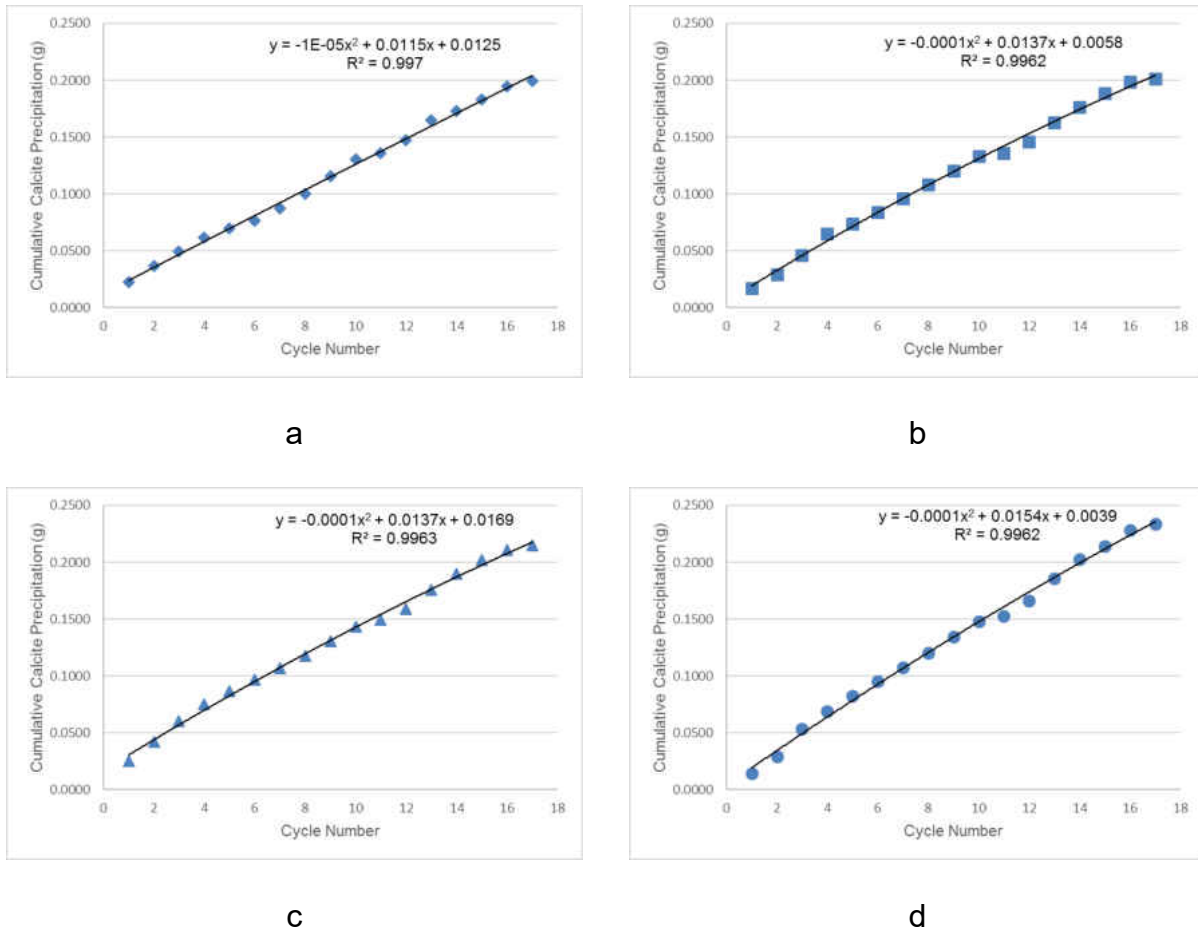 y = -1E-05x² + 0.0115x + 0.0125
R² = 0.997
Cumulative Calcite Precipitation (g)
0.2500
0.2000
0.1500
0.1000
0.0500
0.0000
0 2 4 6 8 10 12 14 16 18
Cycle Number
a
y = -0.0001x² + 0.0137x + 0.0058
R² = 0.9962
Cumulative Calcite Precipitation (g)
0.2500
0.2000
0.1500
0.1000
0.0500
0.0000
0 2 4 6 8 10 12 14 16 18
Cycle Number
b
y = -0.0001x² + 0.0137x + 0.0169
R² = 0.9963
Cumulative Calcite Precipitation (g)
0.2500
0.2000
0.1500
0.1000
0.0500
0.0000
0 2 4 6 8 10 12 14 16 18
Cycle Number
c
y = -0.0001x² + 0.0154x + 0.0039
R² = 0.9962
Cumulative Calcite Precipitation (g)
0.2500
0.2000
0.1500
0.1000
0.0500
0.0000
0 2 4 6 8 10 12 14 16 18
Cycle Number
d